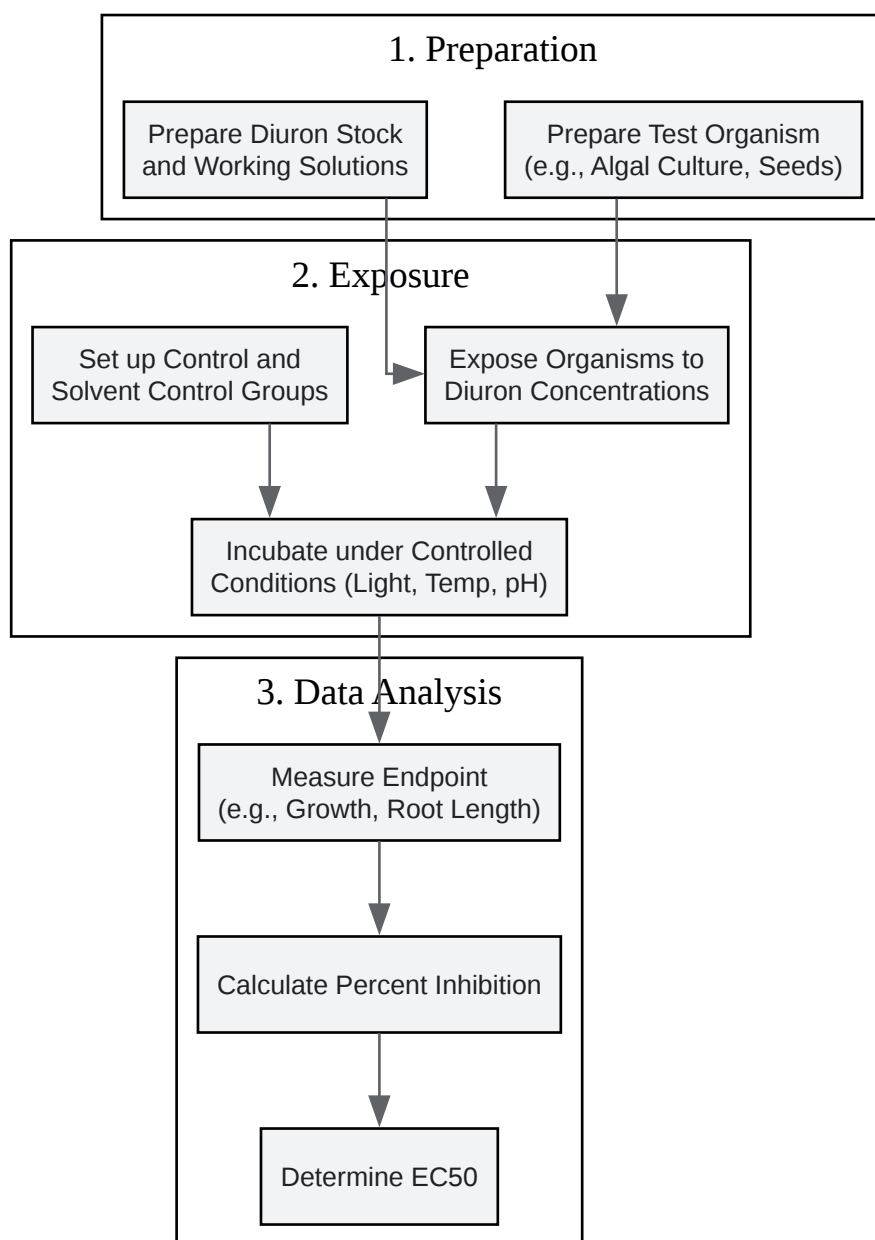 1. Preparation
Prepare Diuron Stock
and Working Solutions
Prepare Test Organism
(e.g., Algal Culture, Seeds)
2. Exposure
Set up Control and
Solvent Control Groups
Expose Organisms to
Diuron Concentrations
Incubate under Controlled
Conditions (Light, Temp, pH)
3. Data Analysis
Measure Endpoint
(e.g., Growth, Root Length)
Calculate Percent Inhibition
Determine EC50